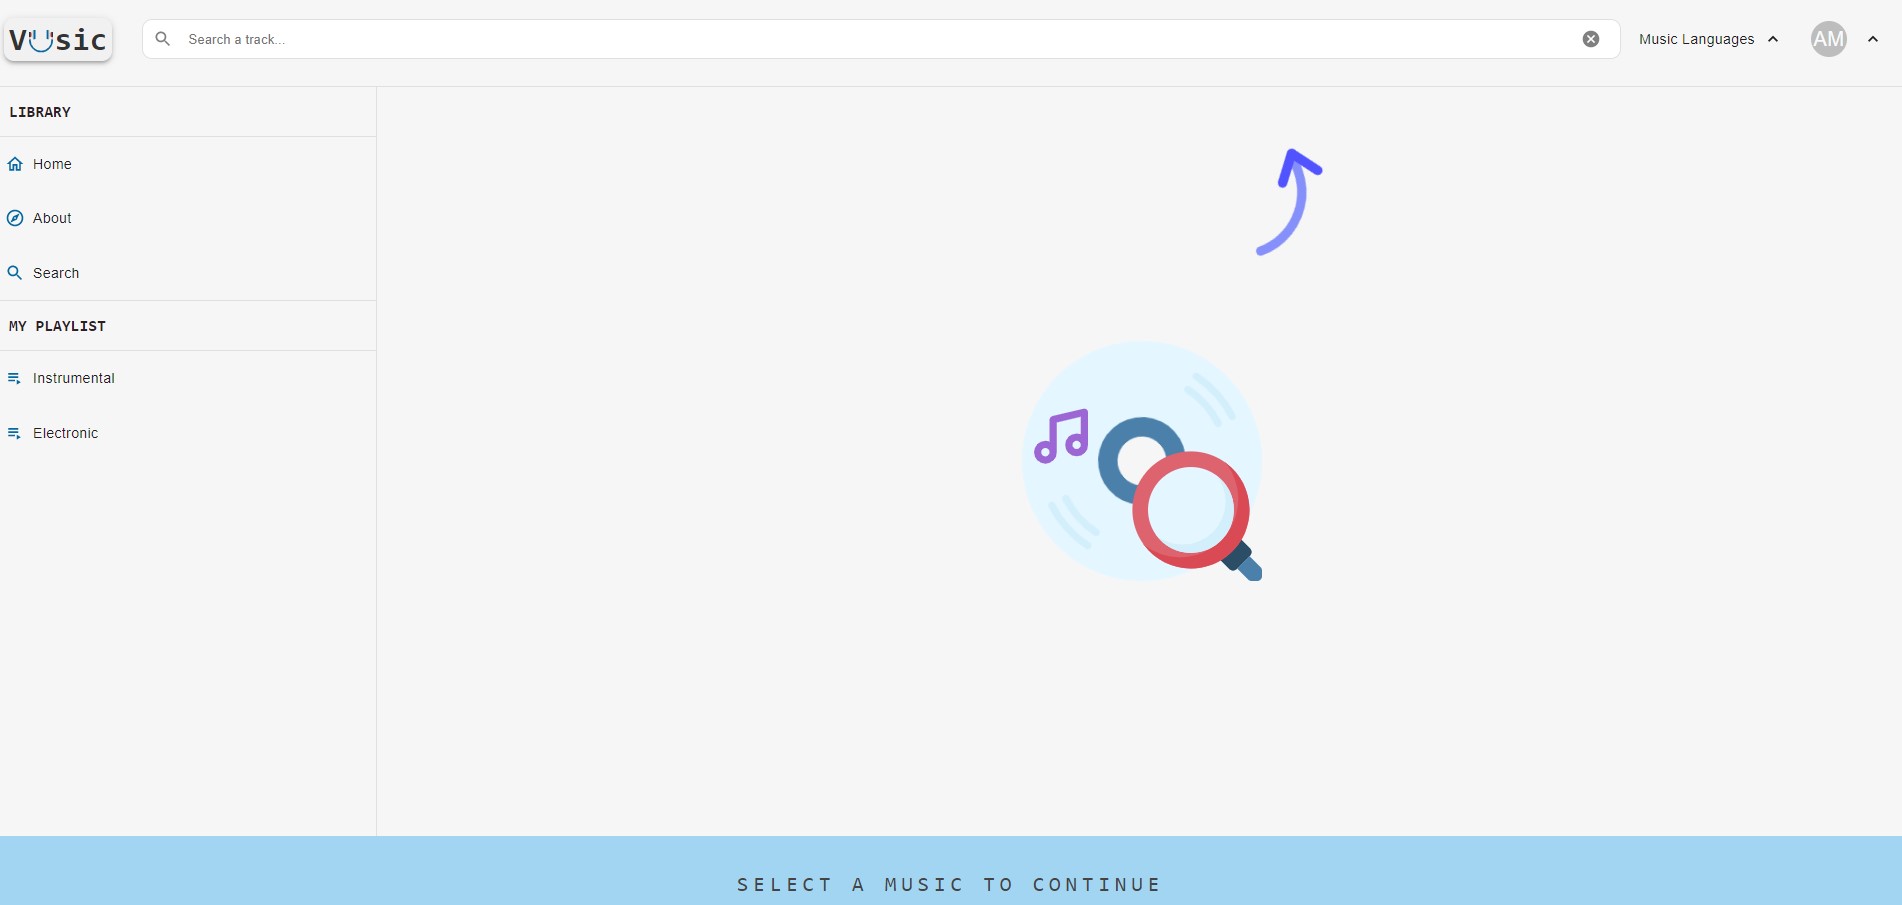 Vusic
Search a track...
Music Languages
AM
LIBRARY
Home
About
Search
MY PLAYLIST
Instrumental
Electronic
SELECT A MUSIC TO CONTINUE